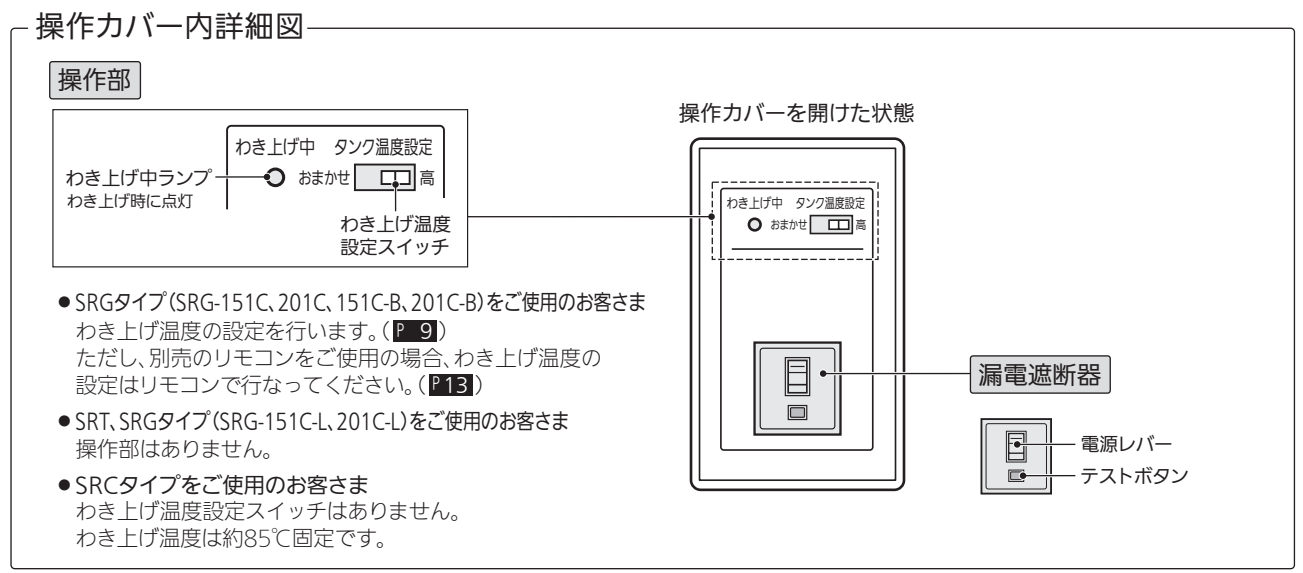 操作カバー内詳細図
操作部
わき上げ中 タンク温度設定
わき上げ中ランプ
おまかせ 高
わき上げ時に点灯
わき上げ温度
設定スイッチ
●SRGタイプ(SRG-151C、201C、151C-B、201C-B)をご使用のお客さま
わき上げ温度の設定を行います。(P 9)
ただし、別売のリモコンをご使用の場合、わき上げ温度の
設定はリモコンで行なってください。(P13)
●SRT、SRGタイプ(SRG-151C-L、201C-L)をご使用のお客さま
操作部はありません。
●SRCタイプをご使用のお客さま
わき上げ温度設定スイッチはありません。
わき上げ温度は約85℃固定です。
操作カバーを開けた状態
わき上げ中 タンク温度設定
おまかせ 高
漏電遮断器
電源レバー
テストボタン